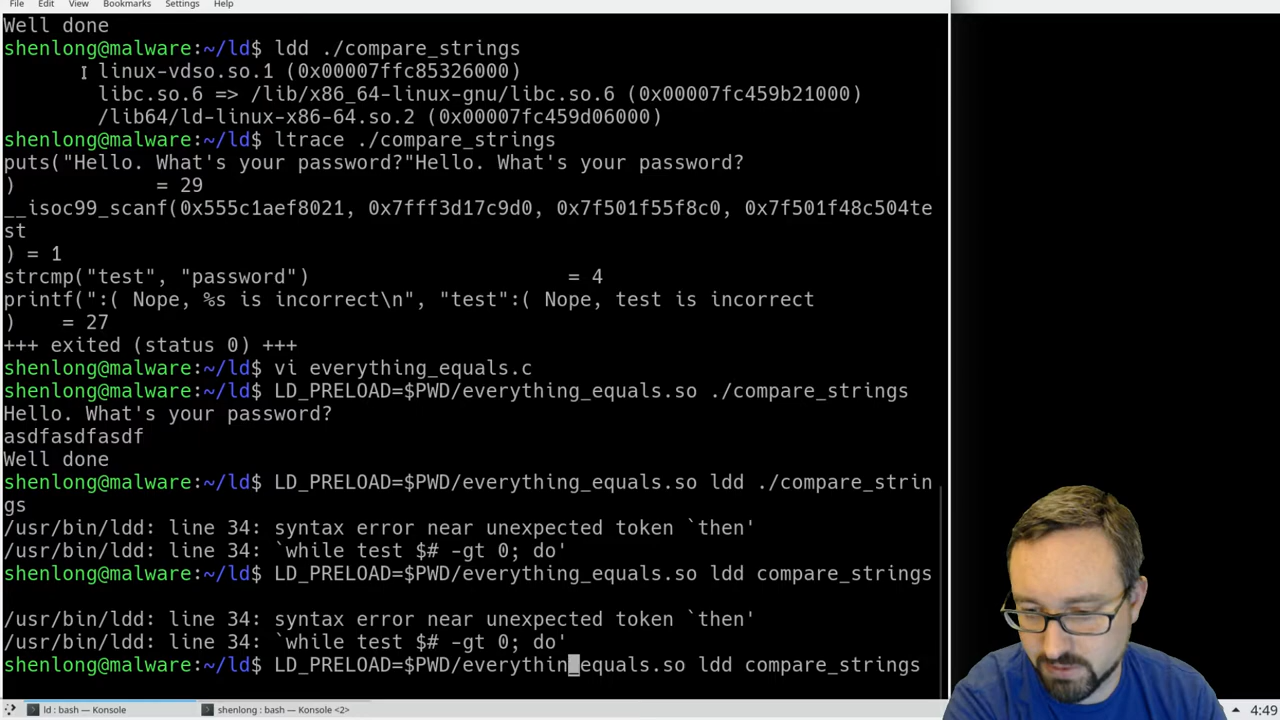 File Edit View Bookmarks Settings Help
Well done
shenlong@malware:~/ld$ ldd ./compare_strings
linux-vdso.so.1 (0x00007ffc85326000)
libc.so.6 => /lib/x86_64-linux-gnu/libc.so.6 (0x00007fc459b21000)
/lib64/ld-linux-x86-64.so.2 (0x00007fc459d06000)
shenlong@malware:~/ld$ ltrace ./compare_strings
puts("Hello. What's your password?"Hello. What's your password?
) = 29
__isoc99_scanf(0x555c1aef8021, 0x7fff3d17c9d0, 0x7f501f55f8c0, 0x7f501f48c504te
st
) = 1
strcmp("test", "password") = 4
printf(":( Nope, %s is incorrect\n", "test":( Nope, test is incorrect
) = 27
+++ exited (status 0) +++
shenlong@malware:~/ld$ vi everything_equals.c
shenlong@malware:~/ld$ LD_PRELOAD=$PWD/everything_equals.so ./compare_strings
Hello. What's your password?
asdfasdfasdf
Well done
shenlong@malware:~/ld$ LD_PRELOAD=$PWD/everything_equals.so ldd ./compare_strin
gs
/usr/bin/ldd: line 34: syntax error near unexpected token `then'
/usr/bin/ldd: line 34: `while test $# -gt 0; do'
shenlong@malware:~/ld$ LD_PRELOAD=$PWD/everything_equals.so ldd compare_strings
/usr/bin/ldd: line 34: syntax error near unexpected token `then'
/usr/bin/ldd: line 34: `while test $# -gt 0; do'
shenlong@malware:~/ld$ LD_PRELOAD=$PWD/everythin equals.so ldd compare_strings
ld : bash — Konsole shenlong : bash — Konsole <2> 4:49